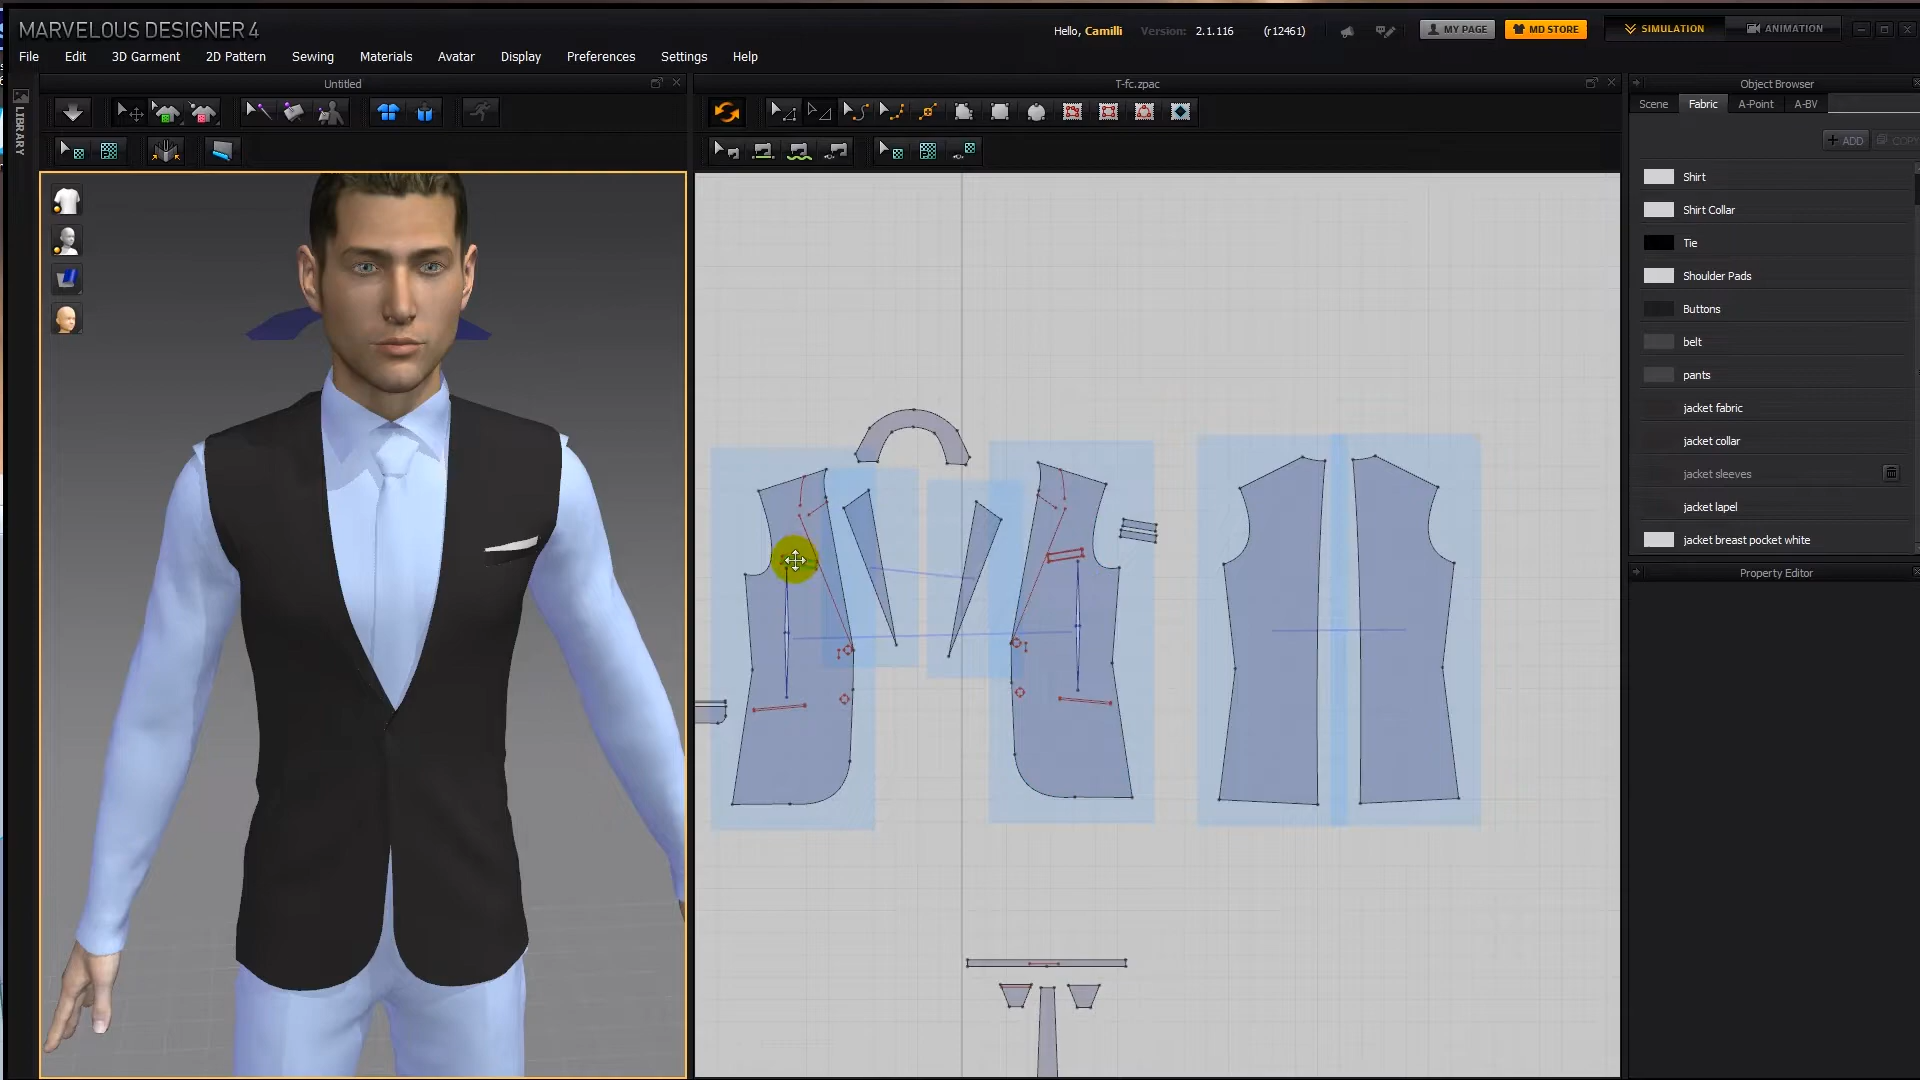 MARVELOUS DESIGNER 4
Hello, Camilli
Version: 2.1.116 (r12461)
MY PAGE
MD STORE
SIMULATION
ANIMATION
File Edit 3D Garment 2D Pattern Sewing Materials Avatar Display Preferences Settings Help
Untitled
T-fc.zpac
Object Browser
LIBRARY
Scene Fabric A-Point A-BV
+ ADD
COPY
Shirt
Shirt Collar
Tie
Shoulder Pads
Buttons
belt
pants
jacket fabric
jacket collar
jacket sleeves
jacket lapel
jacket breast pocket white
Property Editor